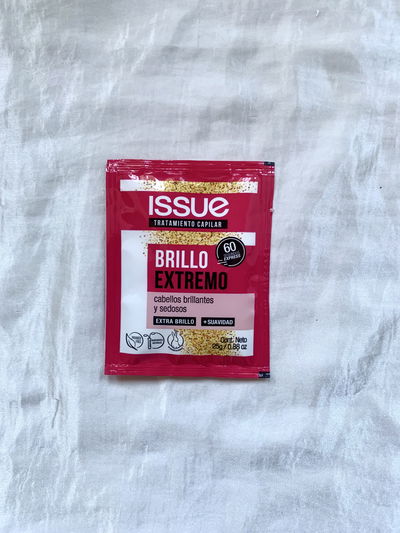 ISSUE
TRATAMIENTO CAPILAR
60
EXPRESS
BRILLO
EXTREMO
cabellos brillantes
y sedosos
EXTRA BRILLO
+SUAVIDAD
Cont. Neto
25g / 0.88 oz